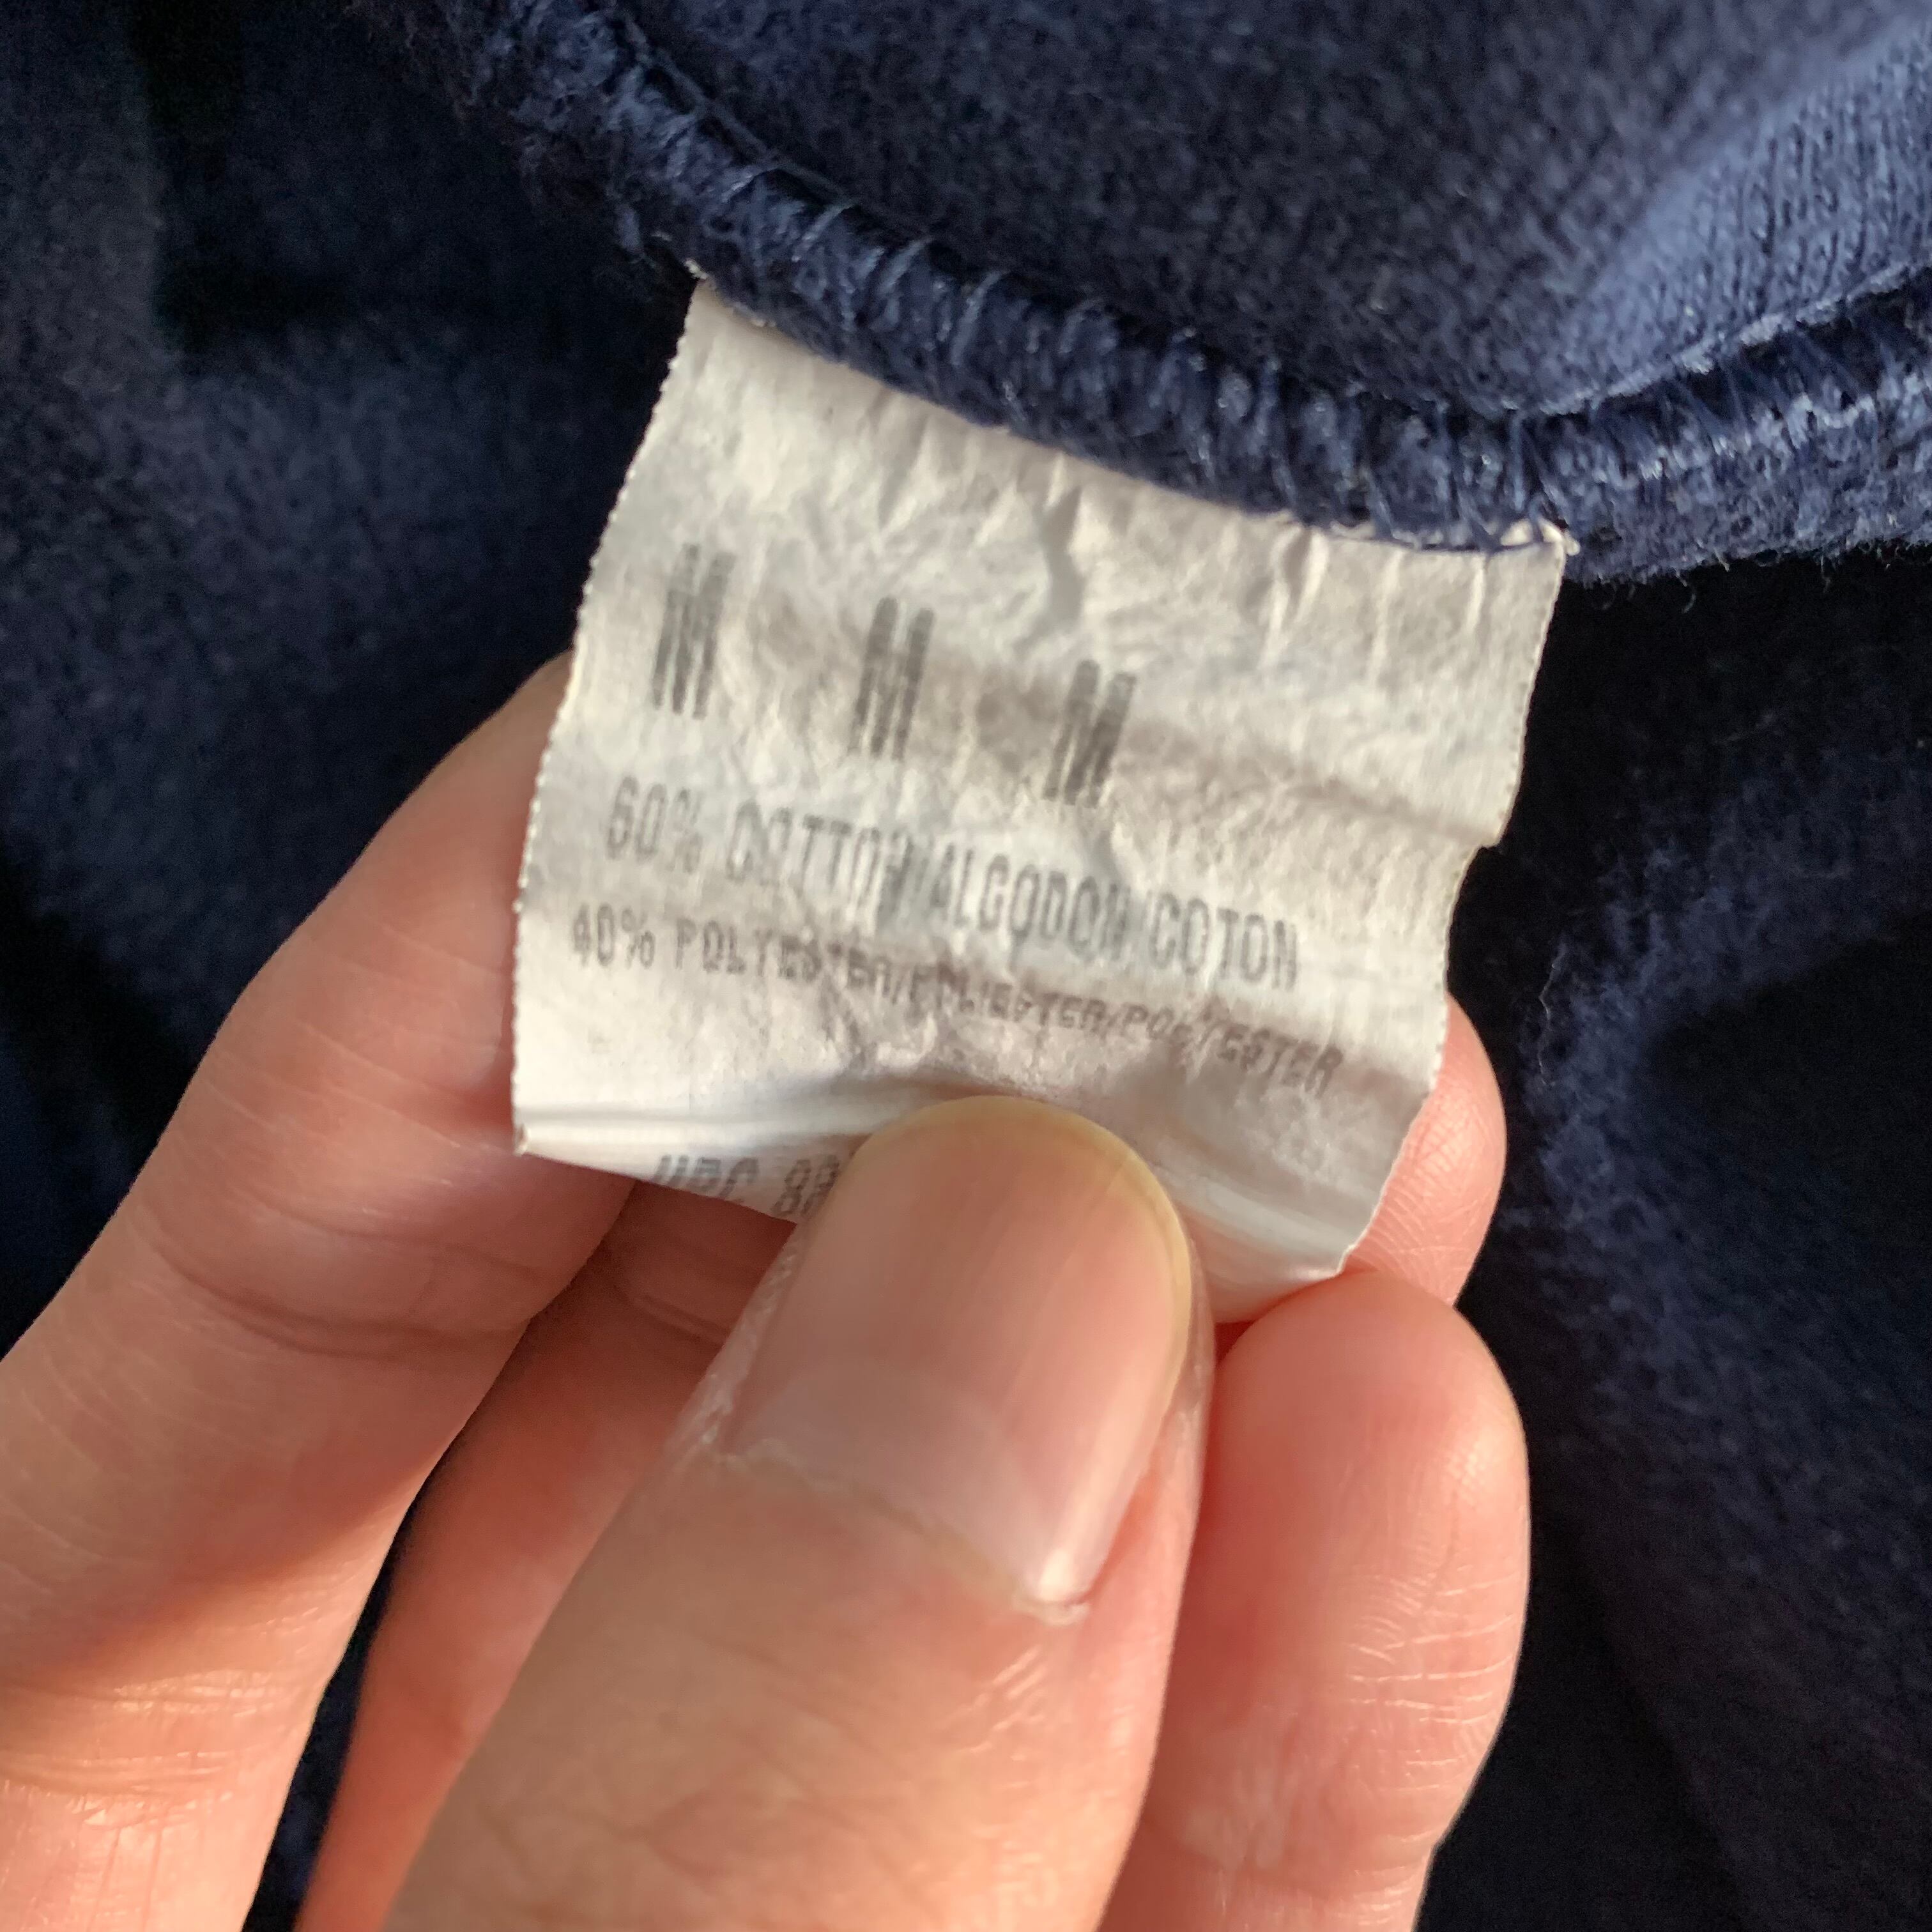 M M M
60% COTTON/ALGODON/COTON
40% POLYESTER/POLIESTER/POLYESTER